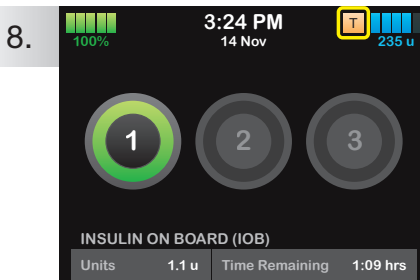 8.
3:24 PM
T
100%
14 Nov
235 u
1
2
3
INSULIN ON BOARD (IOB)
Units 1.1 u Time Remaining 1:09 hrs